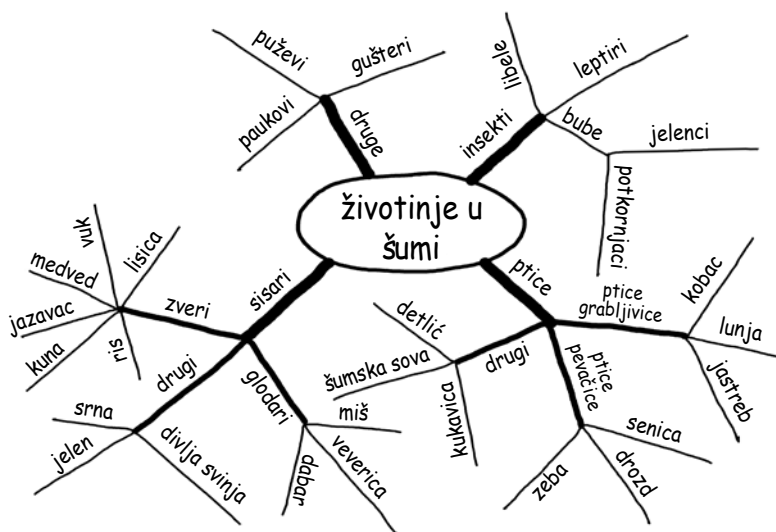 životinje u
šumi
druge
puževi
gušteri
paukovi
insekti
libele
leptiri
bube
jelenci
potkornjaci
sisari
zveri
vuk
lisica
medved
jazavac
kuna
ris
drugi
srna
jelen
divlja svinja
glodari
miš
veverica
dabar
ptice
drugi
detlić
šumska sova
kukavica
ptice
grabljivice
kobac
lunja
jastreb
ptice
pevačice
senica
drozd
zeba